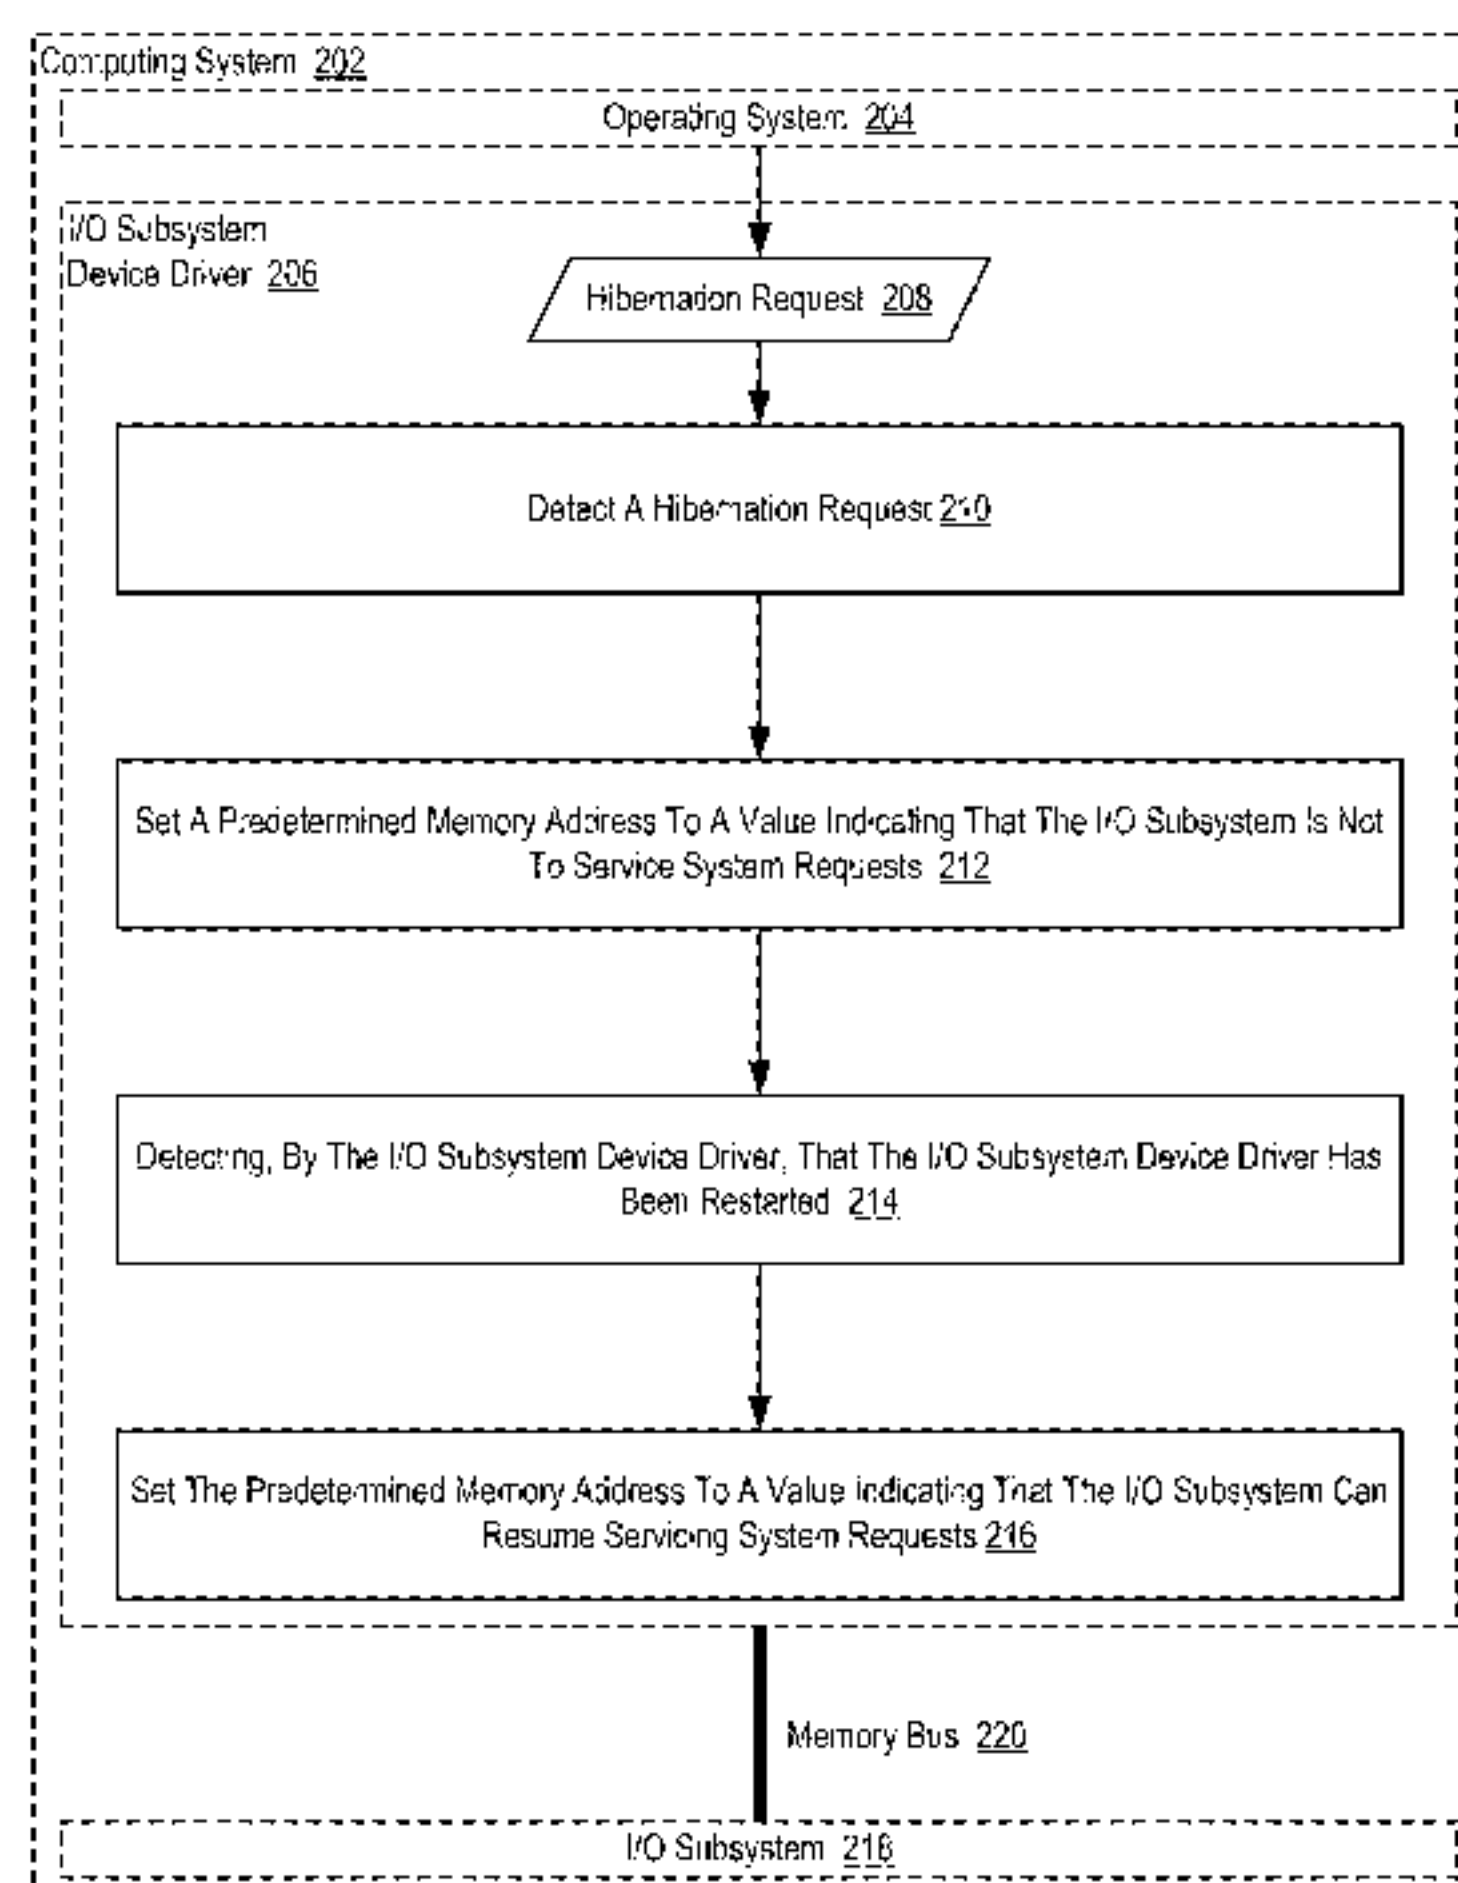 Computing System 202
Operating System 204
I/O Subsystem
Device Driver 206
Hibernation Request 208
Detect A Hibernation Request 210
Set A Predetermined Memory Address To A Value Indicating That The I/O Subsystem Is Not
To Service System Requests 212
Detecting, By The I/O Subsystem Device Driver, That The I/O Subsystem Device Driver Has
Been Restarted 214
Set The Predetermined Memory Address To A Value Indicating That The I/O Subsystem Can
Resume Servicing System Requests 216
Memory Bus 220
I/O Subsystem 218